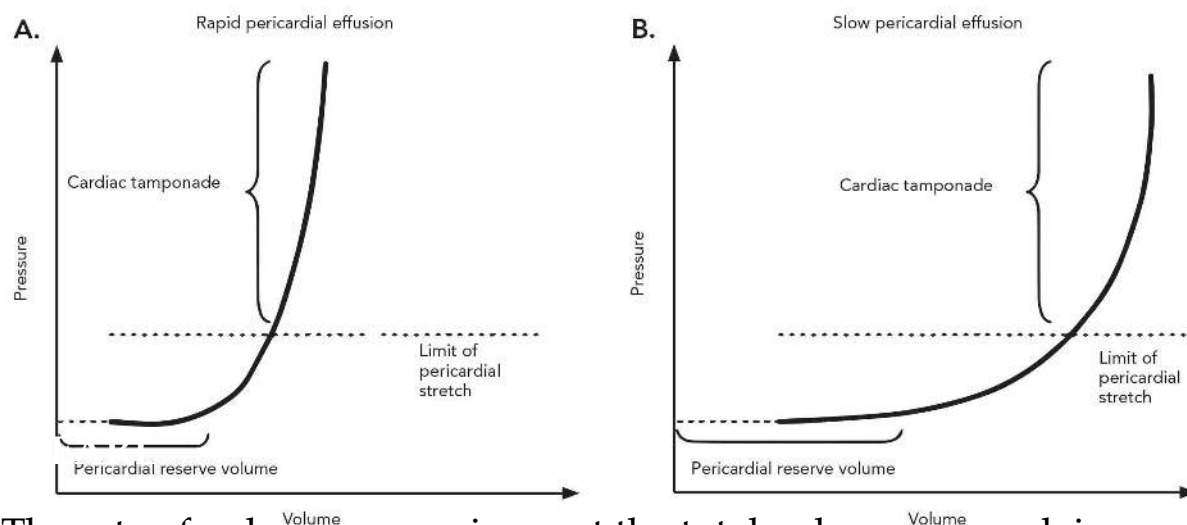 A.
Rapid pericardial effusion
Cardiac tamponade
Pressure
Limit of
pericardial
stretch
Pericardial reserve volume
Volume
B.
Slow pericardial effusion
Cardiac tamponade
Pressure
Limit of
pericardial
stretch
Pericardial reserve volume
Volume